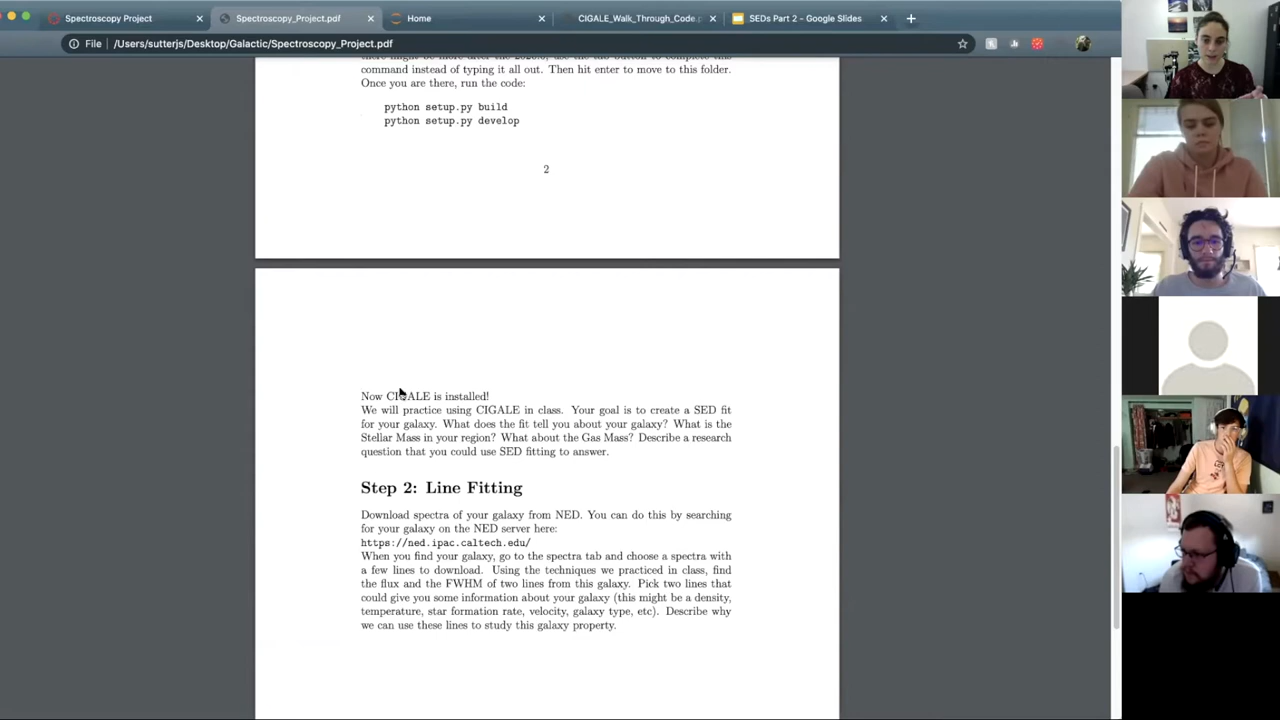 Spectroscopy Project
Spectroscopy_Project.pdf
Home
CIGALE_Walk_Through_Code.p
SEDs Part 2 - Google Slides
File
/Users/sutterjs/Desktop/Galactic/Spectroscopy_Project.pdf
command instead of typing it all out. Then hit enter to move to this folder.
Once you are there, run the code:
python setup.py build
python setup.py develop
2
Now CIGALE is installed!
We will practice using CIGALE in class. Your goal is to create a SED fit
for your galaxy. What does the fit tell you about your galaxy? What is the
Stellar Mass in your region? What about the Gas Mass? Describe a research
question that you could use SED fitting to answer.
Step 2: Line Fitting
Download spectra of your galaxy from NED. You can do this by searching
for your galaxy on the NED server here:
https://ned.ipac.caltech.edu/
When you find your galaxy, go to the spectra tab and choose a spectra with
a few lines to download. Using the techniques we practiced in class, find
the flux and the FWHM of two lines from this galaxy. Pick two lines that
could give you some information about your galaxy (this might be a density,
temperature, star formation rate, velocity, galaxy type, etc). Describe why
we can use these lines to study this galaxy property.